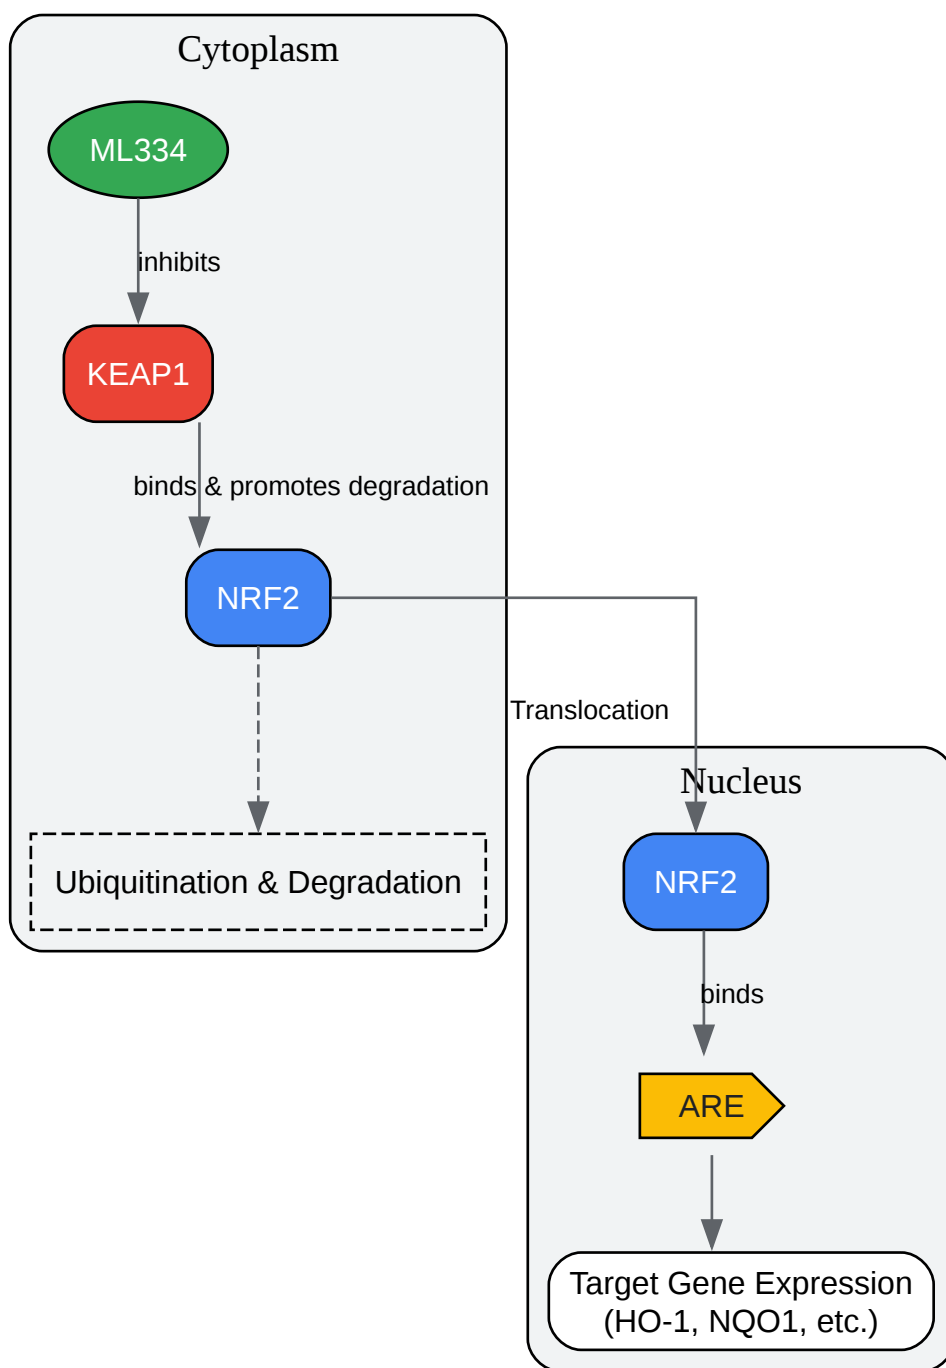 Cytoplasm
ML334
inhibits
KEAP1
binds & promotes degradation
NRF2
Translocation
Ubiquitination & Degradation
Nucleus
NRF2
binds
ARE
Target Gene Expression
(HO-1, NQO1, etc.)